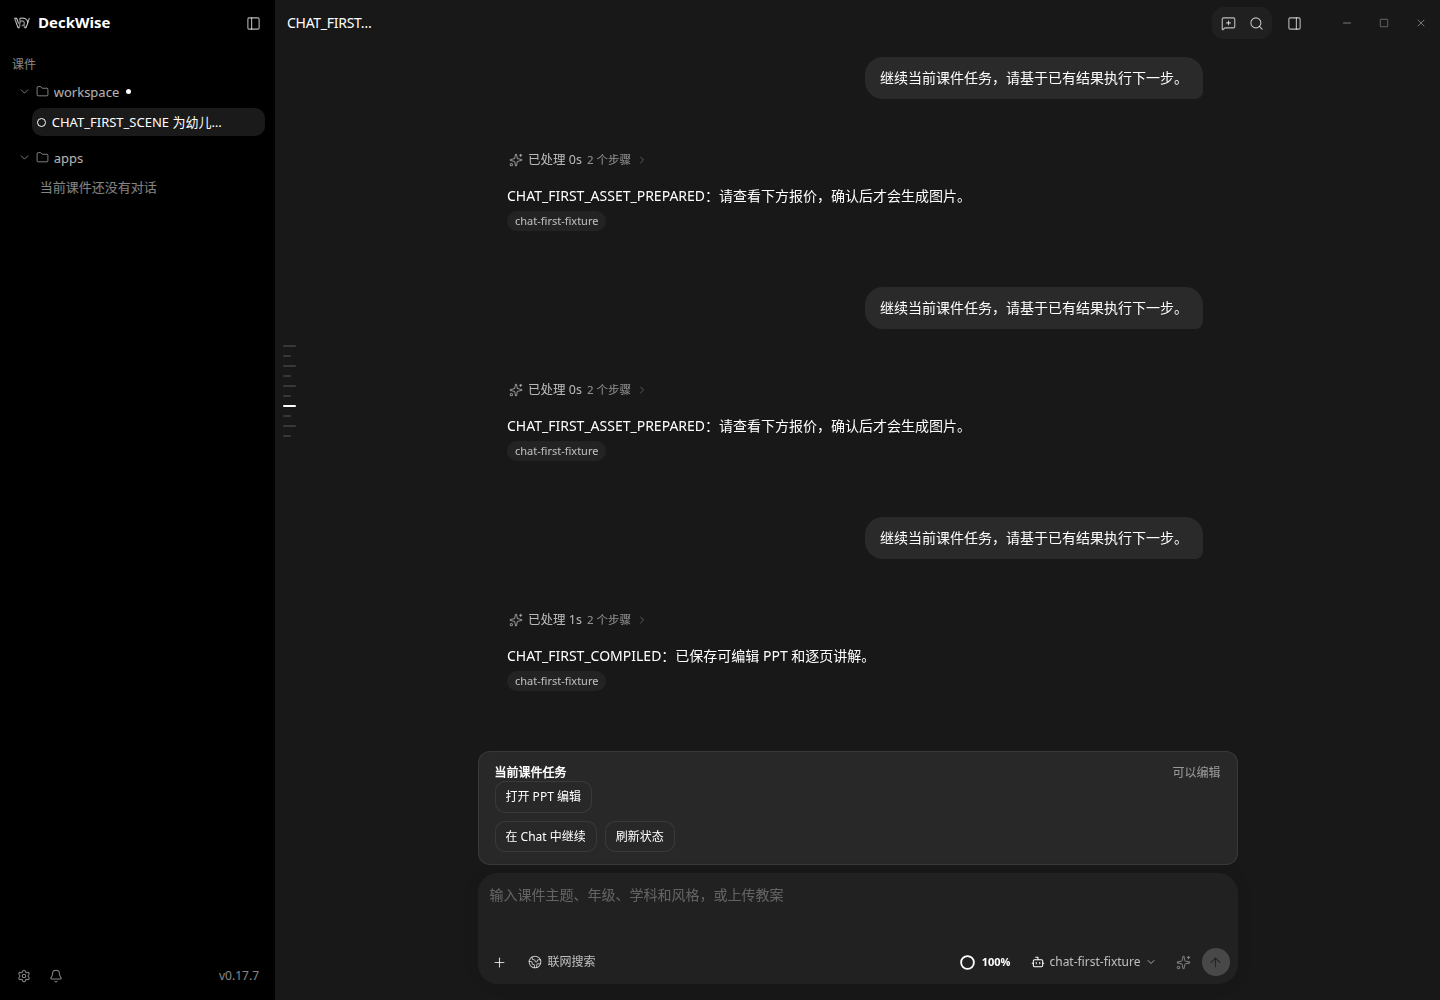 DeckWise
CHAT_FIRST...
课件
workspace
CHAT_FIRST_SCENE 为幼儿...
apps
当前课件还没有对话
继续当前课件任务，请基于已有结果执行下一步。
已处理 0s 2 个步骤
CHAT_FIRST_ASSET_PREPARED：请查看下方报价，确认后才会生成图片。
chat-first-fixture
继续当前课件任务，请基于已有结果执行下一步。
已处理 0s 2 个步骤
CHAT_FIRST_ASSET_PREPARED：请查看下方报价，确认后才会生成图片。
chat-first-fixture
继续当前课件任务，请基于已有结果执行下一步。
已处理 1s 2 个步骤
CHAT_FIRST_COMPILED：已保存可编辑 PPT 和逐页讲解。
chat-first-fixture
当前课件任务 可以编辑
打开 PPT 编辑
在 Chat 中继续 刷新状态
输入课件主题、年级、学科和风格，或上传教案
联网搜索 100% chat-first-fixture
v0.17.7